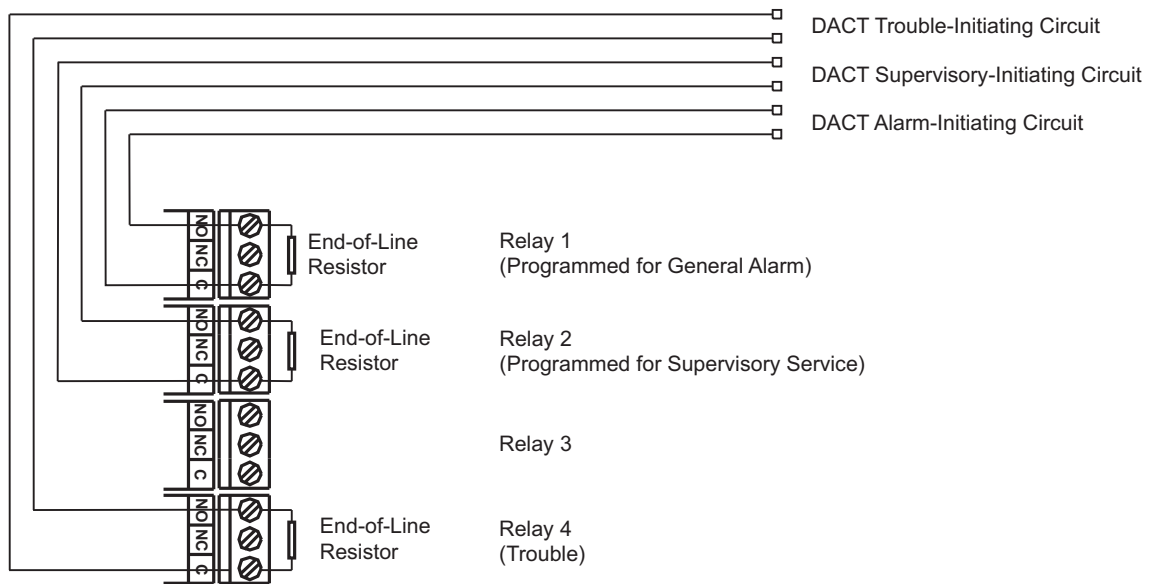 DACT Trouble-Initiating Circuit
DACT Supervisory-Initiating Circuit
DACT Alarm-Initiating Circuit
NO
NC
C
End-of-Line
Resistor
Relay 1
(Programmed for General Alarm)
NO
NC
C
End-of-Line
Resistor
Relay 2
(Programmed for Supervisory Service)
NO
NC
C
Relay 3
NO
NC
C
End-of-Line
Resistor
Relay 4
(Trouble)